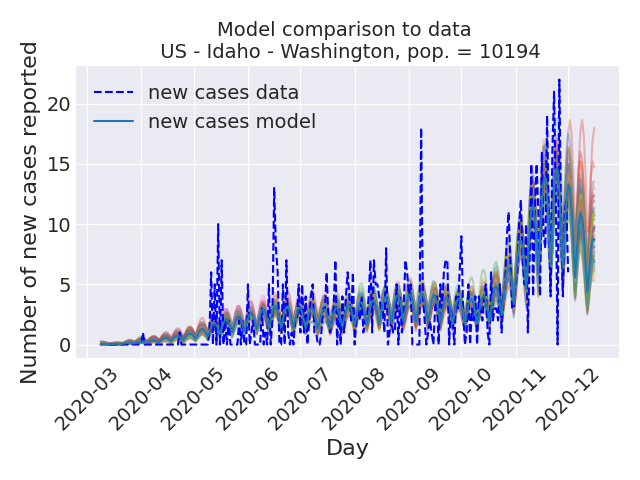 Model comparison to data
US - Idaho - Washington, pop. = 10194
Number of new cases reported
20
15
10
5
0
new cases data
new cases model
2020-03
2020-04
2020-05
2020-06
2020-07
2020-08
2020-09
2020-10
2020-11
2020-12
Day